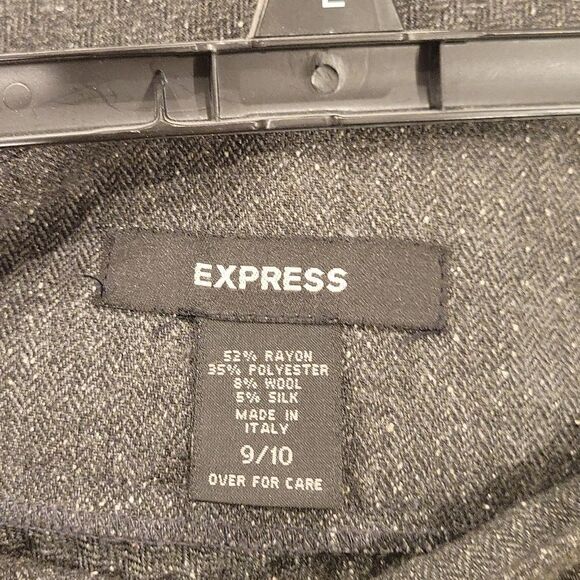 EXPRESS
52% RAYON
35% POLYESTER
8% WOOL
5% SILK
MADE IN
ITALY
9/10
OVER FOR CARE